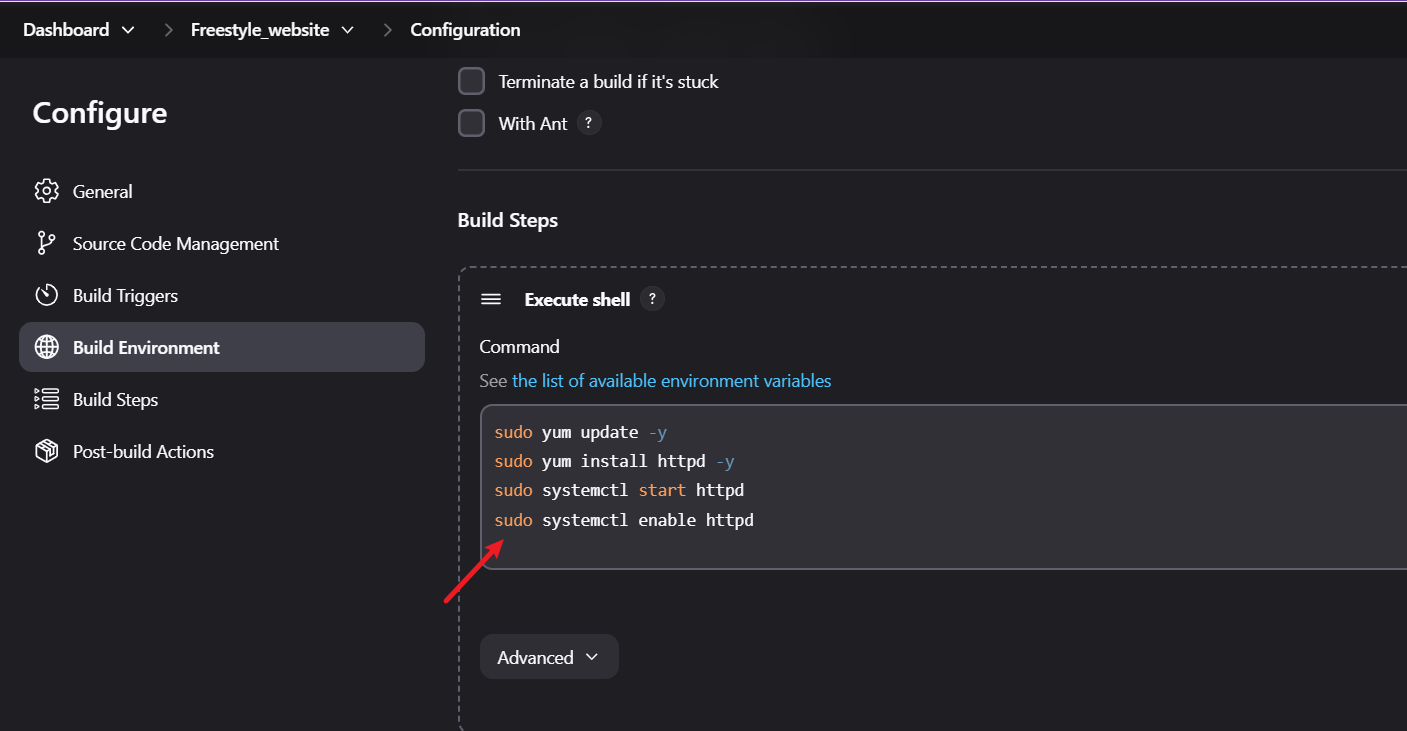 Dashboard Freestyle_website Configuration
Configure
General
Source Code Management
Build Triggers
Build Environment
Build Steps
Post-build Actions
Terminate a build if it's stuck
With Ant ?
Build Steps
Execute shell ?
Command
See the list of available environment variables
sudo yum update -y
sudo yum install httpd -y
sudo systemctl start httpd
sudo systemctl enable httpd
Advanced